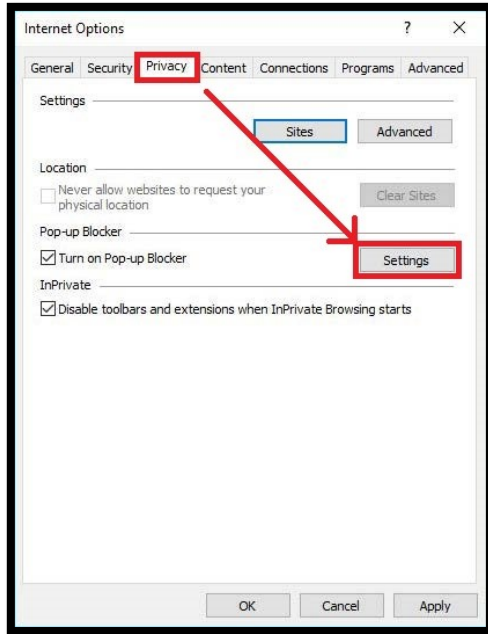 Internet Options ? ×
General Security Privacy Content Connections Programs Advanced
Settings
Sites Advanced
Location
Never allow websites to request your
physical location
Clear Sites
Pop-up Blocker
Turn on Pop-up Blocker Settings
InPrivate
Disable toolbars and extensions when InPrivate Browsing starts
OK Cancel Apply